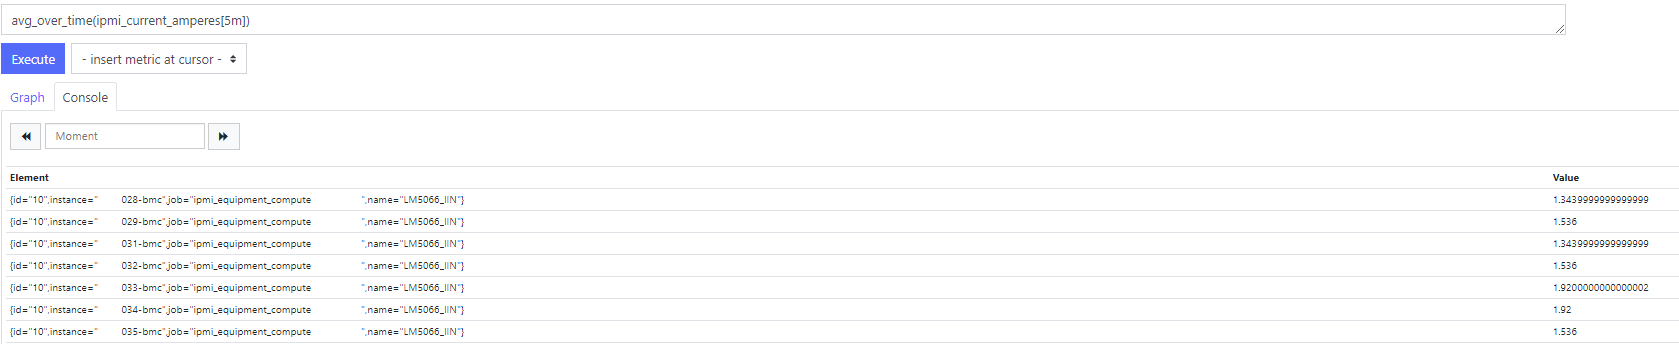 avg_over_time(ipmi_current_amperes[5m])
Execute - insert metric at cursor -
Graph Console
Moment
Element Value
{id="10",instance=" 028-bmc",job="ipmi_equipment_compute ",name="LM5066_IIN"} 1.3439999999999999
{id="10",instance=" 029-bmc",job="ipmi_equipment_compute ",name="LM5066_IIN"} 1.536
{id="10",instance=" 031-bmc",job="ipmi_equipment_compute ",name="LM5066_IIN"} 1.3439999999999999
{id="10",instance=" 032-bmc",job="ipmi_equipment_compute ",name="LM5066_IIN"} 1.536
{id="10",instance=" 033-bmc",job="ipmi_equipment_compute ",name="LM5066_IIN"} 1.9200000000000002
{id="10",instance=" 034-bmc",job="ipmi_equipment_compute ",name="LM5066_IIN"} 1.92
{id="10",instance=" 035-bmc",job="ipmi_equipment_compute ",name="LM5066_IIN"} 1.536